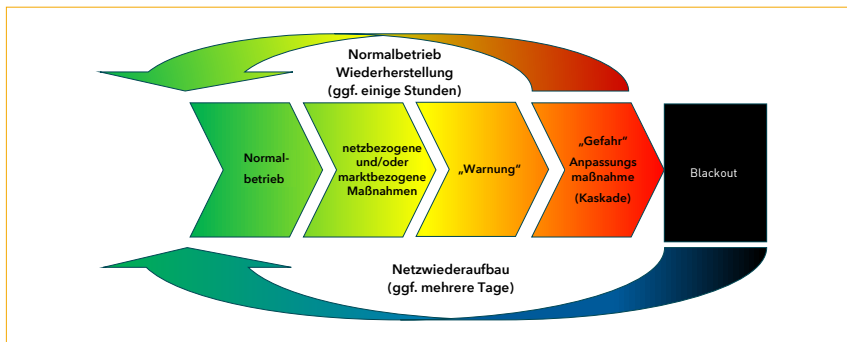 Normalbetrieb
Wiederherstellung
(ggf. einige Stunden)
Normal-
betrieb
netzbezogene
und/oder
marktbezogene
Maßnahmen
„Warnung“
„Gefahr“
Anpassungs
maßnahme
(Kaskade)
Blackout
Netzwiederaufbau
(ggf. mehrere Tage)